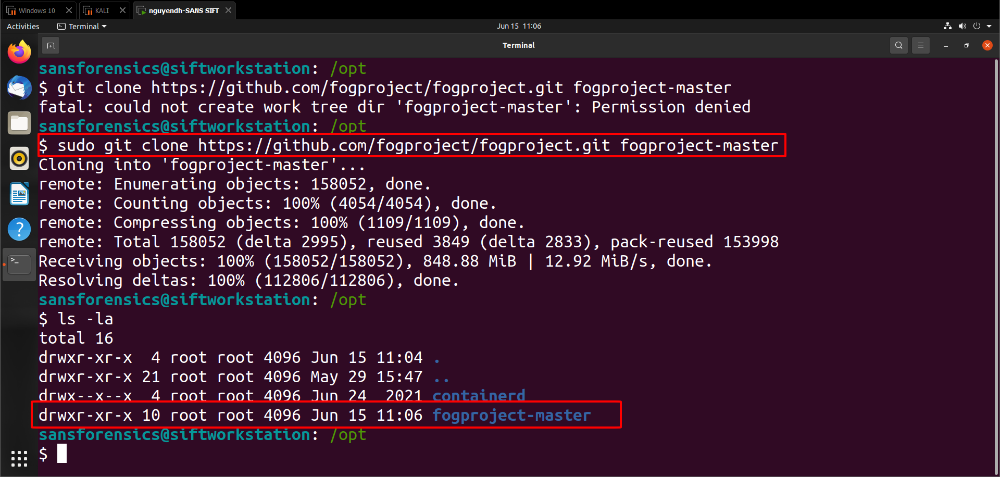 Windows 10
KALI
nguyendh-SANS SIFT
Activities
Terminal
Jun 15 11:06
Terminal
sansforensics@siftworkstation: /opt
$ git clone https://github.com/fogproject/fogproject.git fogproject-master
fatal: could not create work tree dir 'fogproject-master': Permission denied
sansforensics@siftworkstation: /opt
$ sudo git clone https://github.com/fogproject/fogproject.git fogproject-master
Cloning into 'fogproject-master'...
remote: Enumerating objects: 158052, done.
remote: Counting objects: 100% (4054/4054), done.
remote: Compressing objects: 100% (1109/1109), done.
remote: Total 158052 (delta 2995), reused 3849 (delta 2833), pack-reused 153998
Receiving objects: 100% (158052/158052), 848.88 MiB | 12.92 MiB/s, done.
Resolving deltas: 100% (112806/112806), done.
sansforensics@siftworkstation: /opt
$ ls -la
total 16
drwxr-xr-x  4 root root 4096 Jun 15 11:04 .
drwxr-xr-x 21 root root 4096 May 29 15:47 ..
drwx--x--x  4 root root 4096 Jun 24  2021 containerd
drwxr-xr-x 10 root root 4096 Jun 15 11:06 fogproject-master
sansforensics@siftworkstation: /opt
$